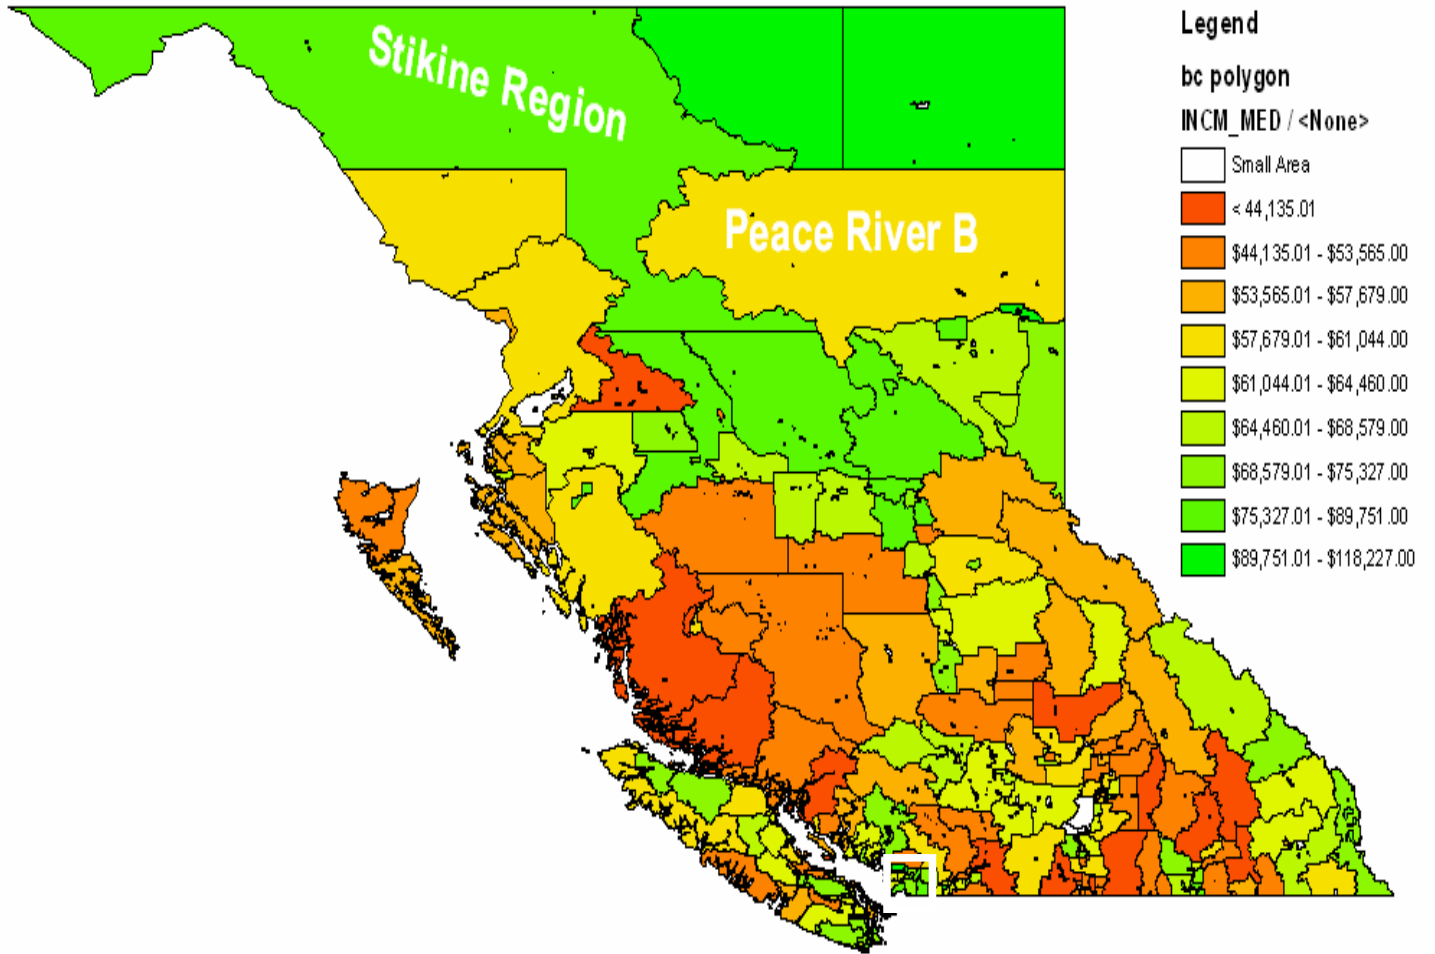 Stikine Region
Peace River B
Legend
bc polygon
INCM_MED / <None>
Small Area
< 44,135.01
$44,135.01 - $53,565.00
$53,565.01 - $57,679.00
$57,679.01 - $61,044.00
$61,044.01 - $64,460.00
$64,460.01 - $68,579.00
$68,579.01 - $75,327.00
$75,327.01 - $89,751.00
$89,751.01 - $118,227.00